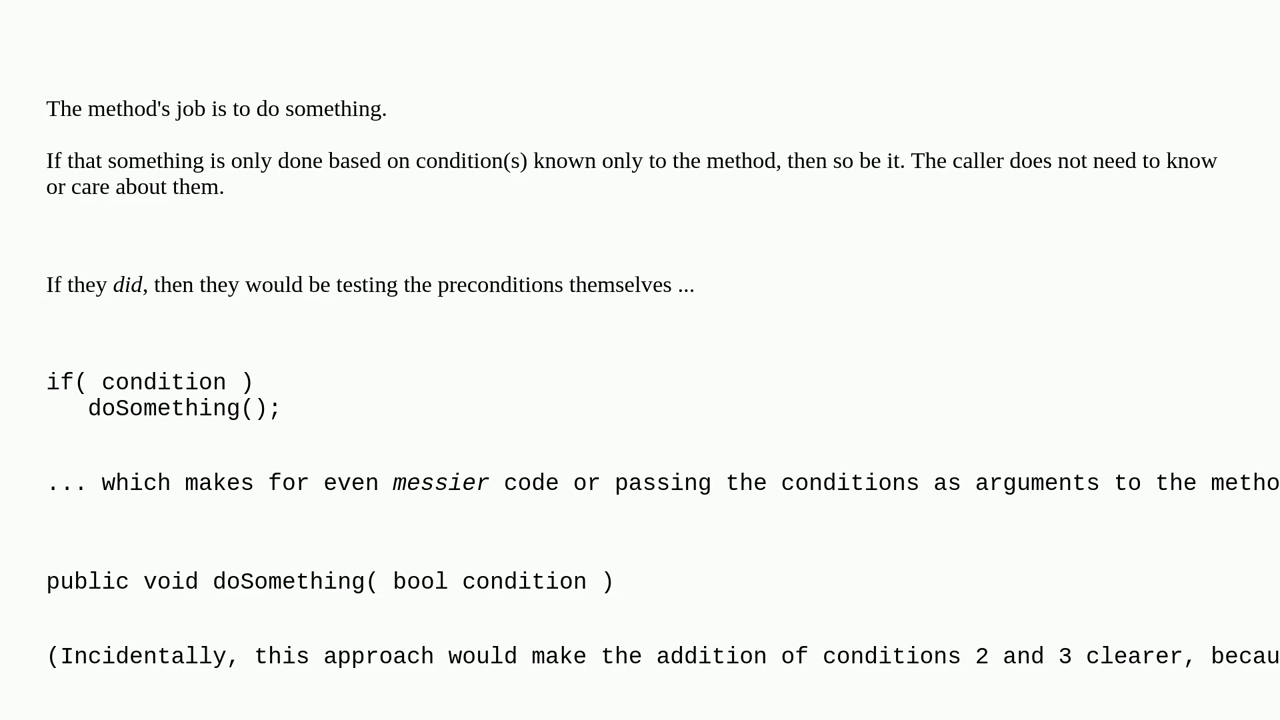 The method's job is to do something.
If that something is only done based on condition(s) known only to the method, then so be it. The caller does not need to know
or care about them.
If they did, then they would be testing the preconditions themselves ...
if( condition )
   doSomething();
... which makes for even messier code or passing the conditions as arguments to the metho
public void doSomething( bool condition )
(Incidentally, this approach would make the addition of conditions 2 and 3 clearer, becau